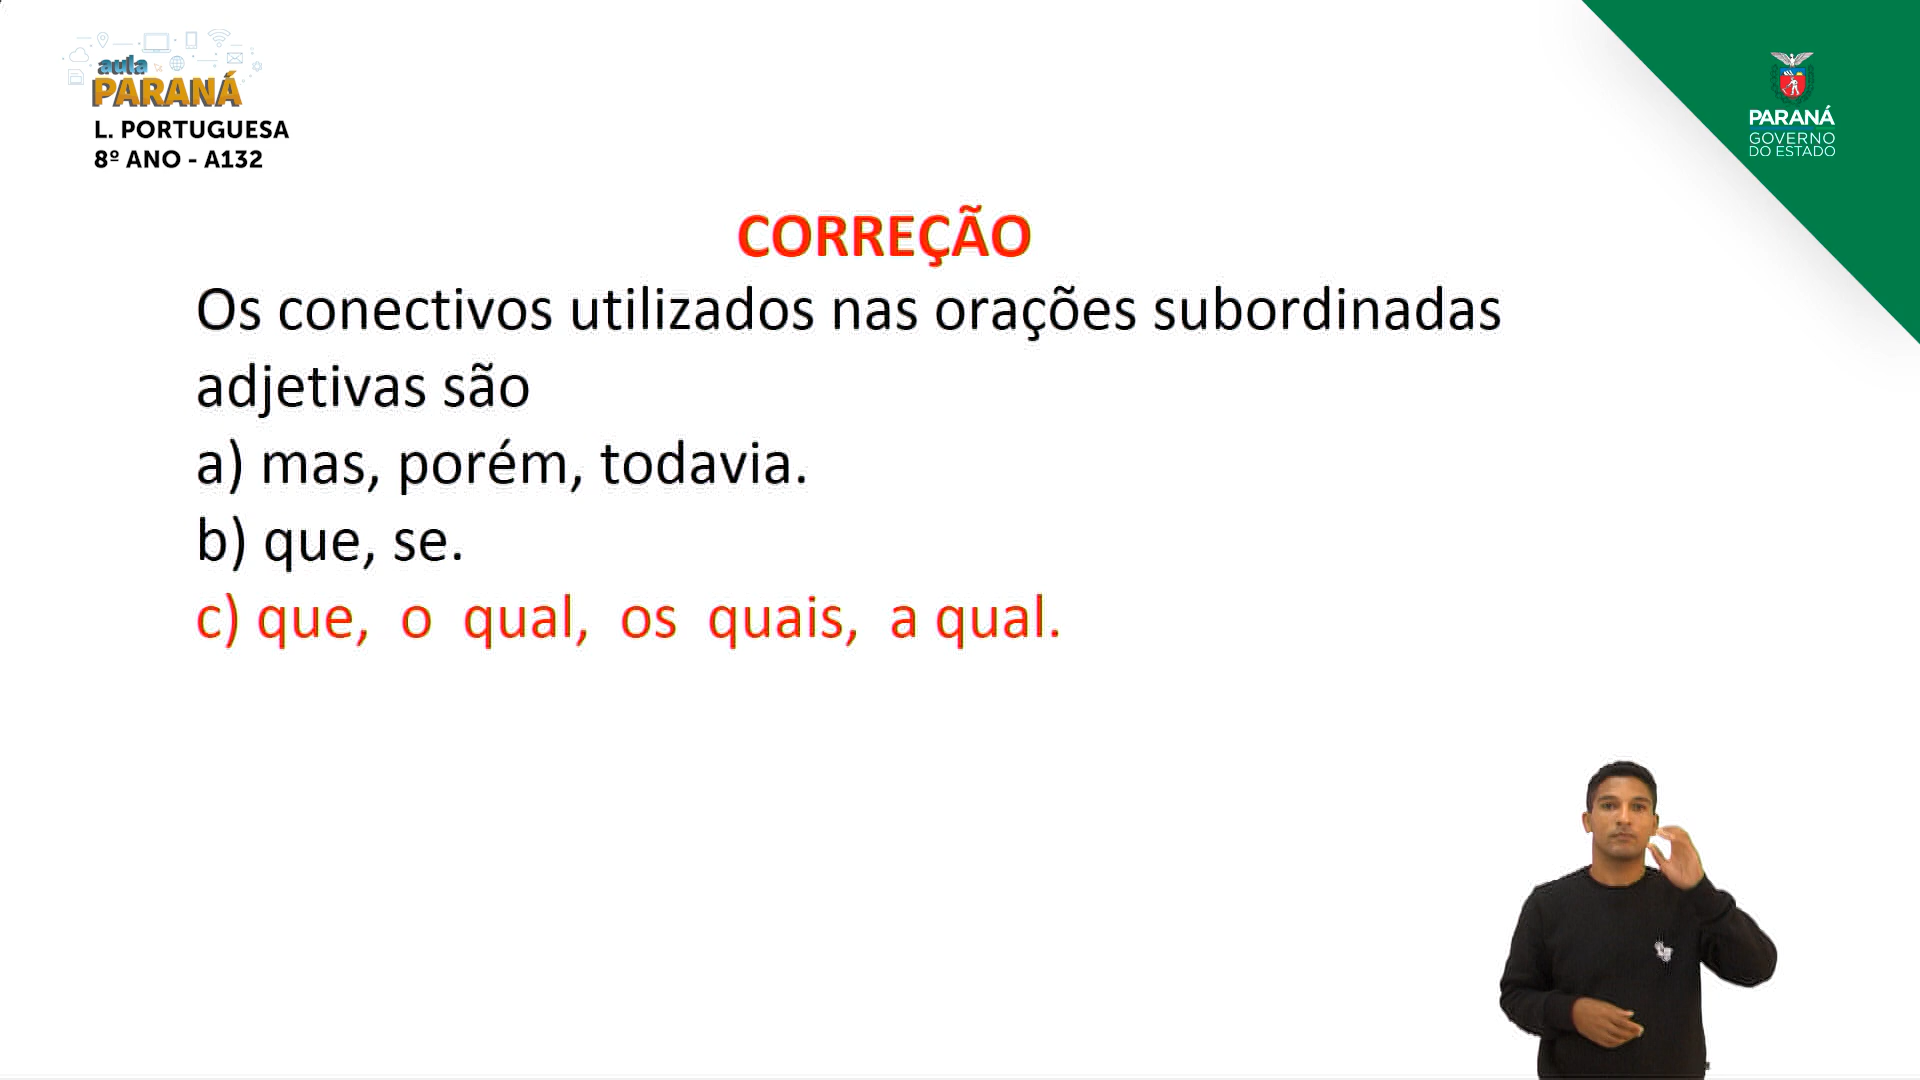 aula
PARANÁ
L. PORTUGUESA
8º ANO - A132
PARANÁ
GOVERNO
DO ESTADO
CORREÇÃO
Os conectivos utilizados nas orações subordinadas
adjetivas são
a) mas, porém, todavia.
b) que, se.
c) que, o qual, os quais, a qual.